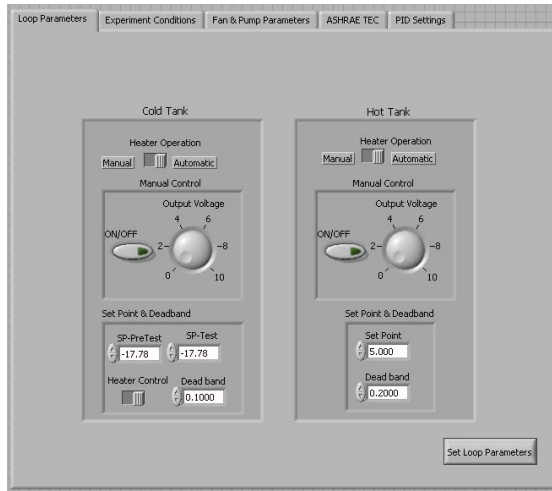 Loop Parameters Experiment Conditions Fan & Pump Parameters ASHRAE TEC PID Settings
Cold Tank
Heater Operation
Manual Automatic
Manual Control
Output Voltage
4 6
ON/OFF
2 8
0 10
Set Point & Deadband
SP-PreTest SP-Test
-17.78 -17.78
Heater Control Dead band
0.1000
Hot Tank
Heater Operation
Manual Automatic
Manual Control
Output Voltage
4 6
ON/OFF
2 8
0 10
Set Point & Deadband
Set Point
5.000
Dead band
0.2000
Set Loop Parameters